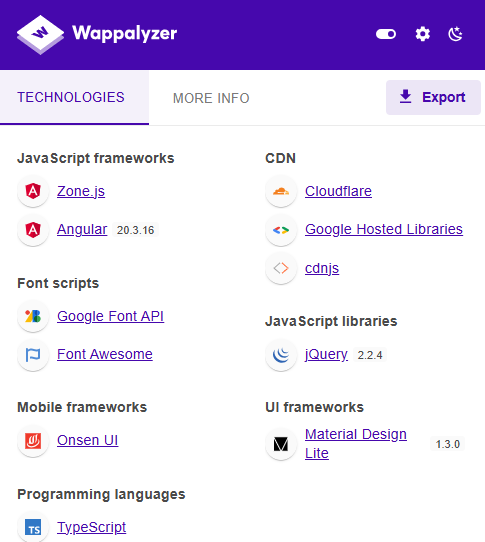 Wappalyzer
TECHNOLOGIES
MORE INFO
Export
JavaScript frameworks
Zone.js
Angular 20.3.16
Font scripts
Google Font API
Font Awesome
Mobile frameworks
Onsen UI
Programming languages
TS TypeScript
CDN
Cloudflare
Google Hosted Libraries
cdnjs
JavaScript libraries
jQuery 2.2.4
UI frameworks
Material Design
Lite 1.3.0